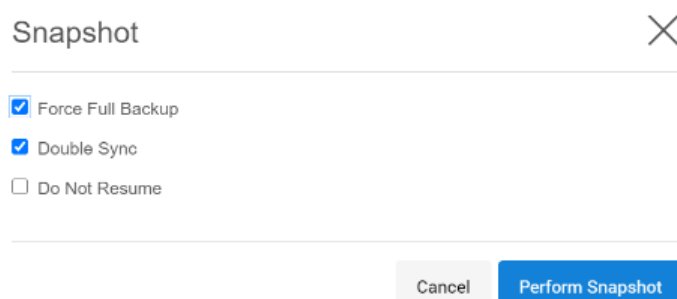 Snapshot
Force Full Backup
Double Sync
Do Not Resume
Cancel
Perform Snapshot